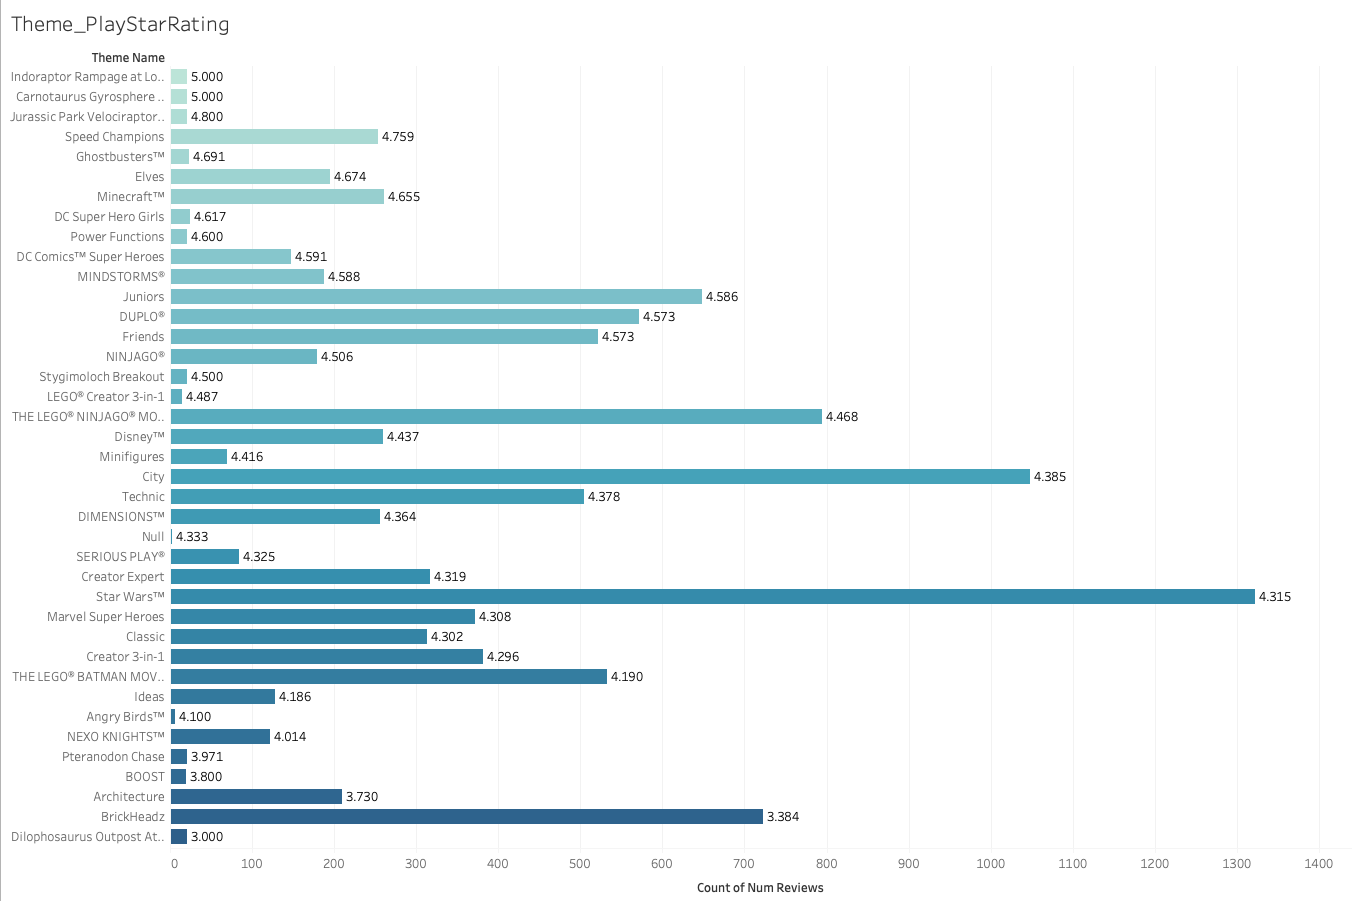 Theme_PlayStarRating
Theme Name
Indoraptor Rampage at Lo.. 5.000
Carnotaurus Gyrosphere .. 5.000
Jurassic Park Velociraptor.. 4.800
Speed Champions 4.759
Ghostbusters™ 4.691
Elves 4.674
Minecraft™ 4.655
DC Super Hero Girls 4.617
Power Functions 4.600
DC Comics™ Super Heroes 4.591
MINDSTORMS® 4.588
Juniors 4.586
DUPLO® 4.573
Friends 4.573
NINJAGO® 4.506
Stygimoloch Breakout 4.500
LEGO® Creator 3-in-1 4.487
THE LEGO® NINJAGO® MO.. 4.468
Disney™ 4.437
Minifigures 4.416
City 4.385
Technic 4.378
DIMENSIONS™ 4.364
Null 4.333
SERIOUS PLAY® 4.325
Creator Expert 4.319
Star Wars™ 4.315
Marvel Super Heroes 4.308
Classic 4.302
Creator 3-in-1 4.296
THE LEGO® BATMAN MOV.. 4.190
Ideas 4.186
Angry Birds™ 4.100
NEXO KNIGHTS™ 4.014
Pteranodon Chase 3.971
BOOST 3.800
Architecture 3.730
BrickHeadz 3.384
Dilophosaurus Outpost At.. 3.000
0 100 200 300 400 500 600 700 800 900 1000 1100 1200 1300 1400
Count of Num Reviews